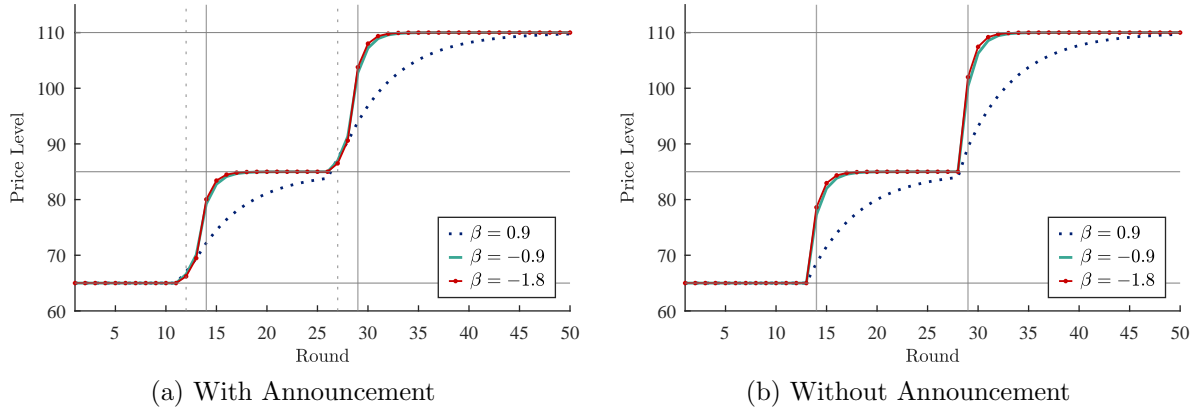 110
100
90
80
70
60
Price Level
5 10 15 20 25 30 35 40 45 50
Round
β = 0.9
β = −0.9
β = −1.8
(a) With Announcement
110
100
90
80
70
60
Price Level
5 10 15 20 25 30 35 40 45 50
Round
β = 0.9
β = −0.9
β = −1.8
(b) Without Announcement